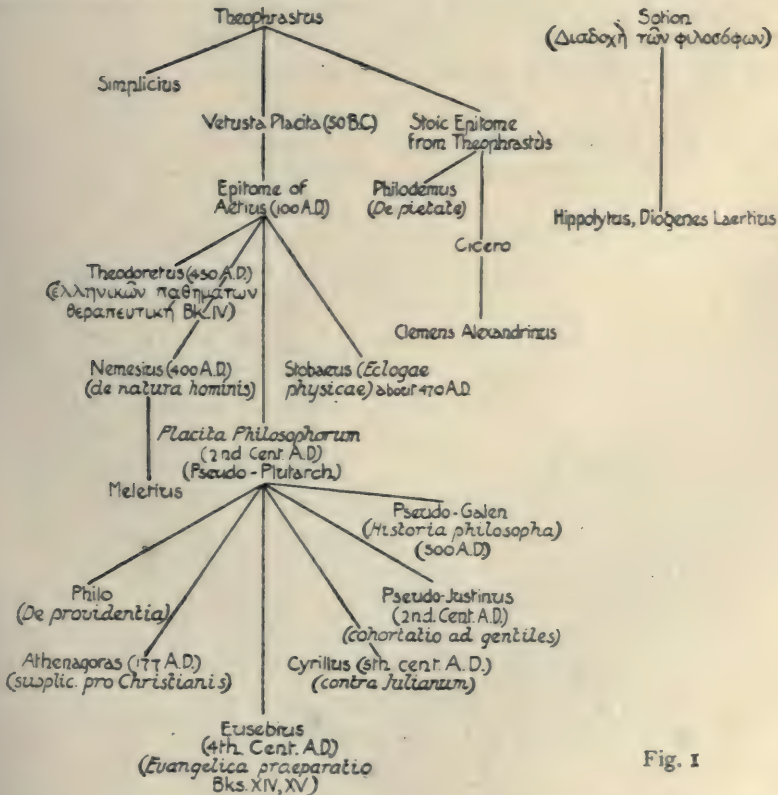 Theophrastus
Sotion
(Διαδοχὴ τῶν φιλοσόφων)
Simplicius
Vetusta Placita (50 B.C)
Stoic Epitome
from Theophrastus
Epitome of
Aetius (100 A.D.)
Philodemus
(De pietate)
Hippolytus, Diogenes Laertius
Cicero
Theodoretus (450 A.D.)
(ἑλληνικῶν παθημάτων
θεραπευτική Bk. IV)
Clemens Alexandrinus
Nemesius (400 A.D.)
(de natura hominis)
Stobaeus (Eclogae
physicae) about 470 A.D
Placita Philosophorum
(2nd Cent. A.D)
(Pseudo-Plutarch)
Meletius
Pseudo-Galen
(Historia philosopha)
(500 A.D.)
Philo
(De providentia)
Pseudo-Justinus
(2nd. Cent. A.D.)
(cohortatio ad gentiles)
Athenagoras (177 A.D.)
(supplic. pro Christianis)
Cyrillus (5th. cent. A.D.)
(contra Julianum)
Eusebius
(4th. Cent. A.D)
(Evangelica praeparatio
Bks. XIV, XV)
Fig. 1